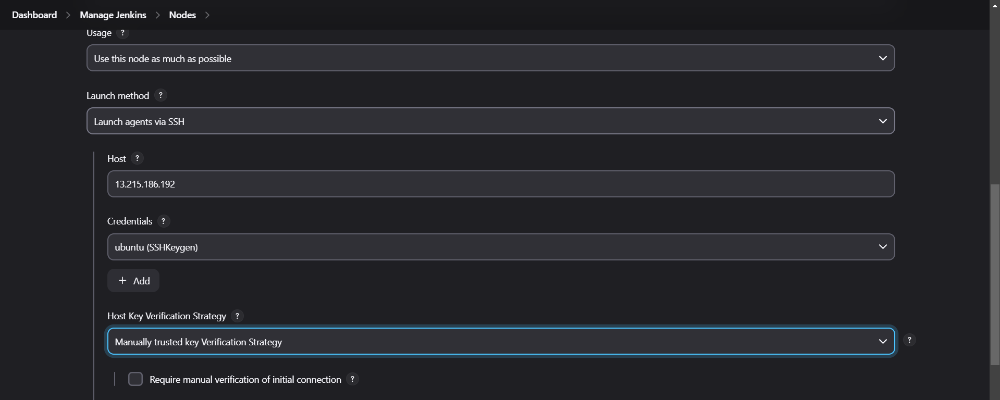 Dashboard > Manage Jenkins > Nodes >
Usage ?
Use this node as much as possible
Launch method ?
Launch agents via SSH
Host ?
13.215.186.192
Credentials ?
ubuntu (SSHKeygen)
+ Add
Host Key Verification Strategy ?
Manually trusted key Verification Strategy ?
Require manual verification of initial connection ?